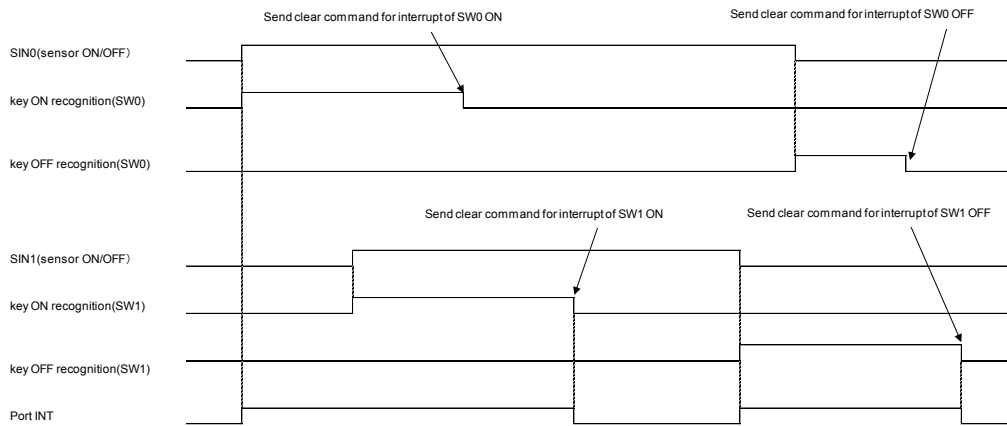 Send clear command for interrupt of SW0 ON
Send clear command for interrupt of SW0 OFF
SIN0(sensor ON/OFF)
key ON recognition(SW0)
key OFF recognition(SW0)
Send clear command for interrupt of SW1 ON
Send clear command for interrupt of SW1 OFF
SIN1(sensor ON/OFF)
key ON recognition(SW1)
key OFF recognition(SW1)
Port INT